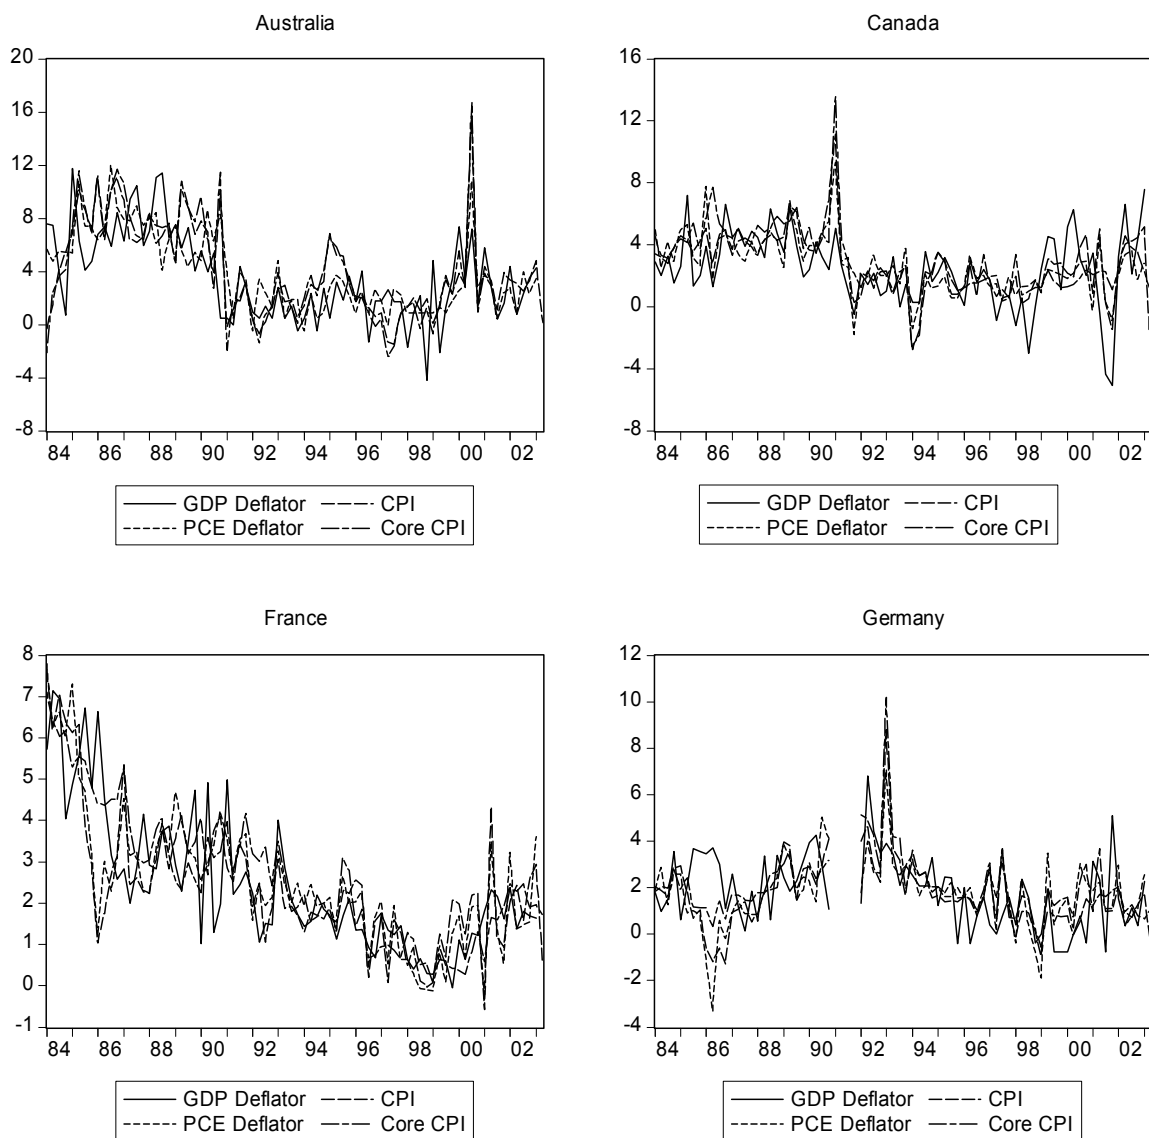 Australia
20
16
12
8
4
0
-4
-8
84 86 88 90 92 94 96 98 00 02
GDP Deflator CPI
PCE Deflator Core CPI
Canada
16
12
8
4
0
-4
-8
84 86 88 90 92 94 96 98 00 02
GDP Deflator CPI
PCE Deflator Core CPI
France
8
7
6
5
4
3
2
1
0
-1
84 86 88 90 92 94 96 98 00 02
GDP Deflator CPI
PCE Deflator Core CPI
Germany
12
10
8
6
4
2
0
-2
-4
84 86 88 90 92 94 96 98 00 02
GDP Deflator CPI
PCE Deflator Core CPI